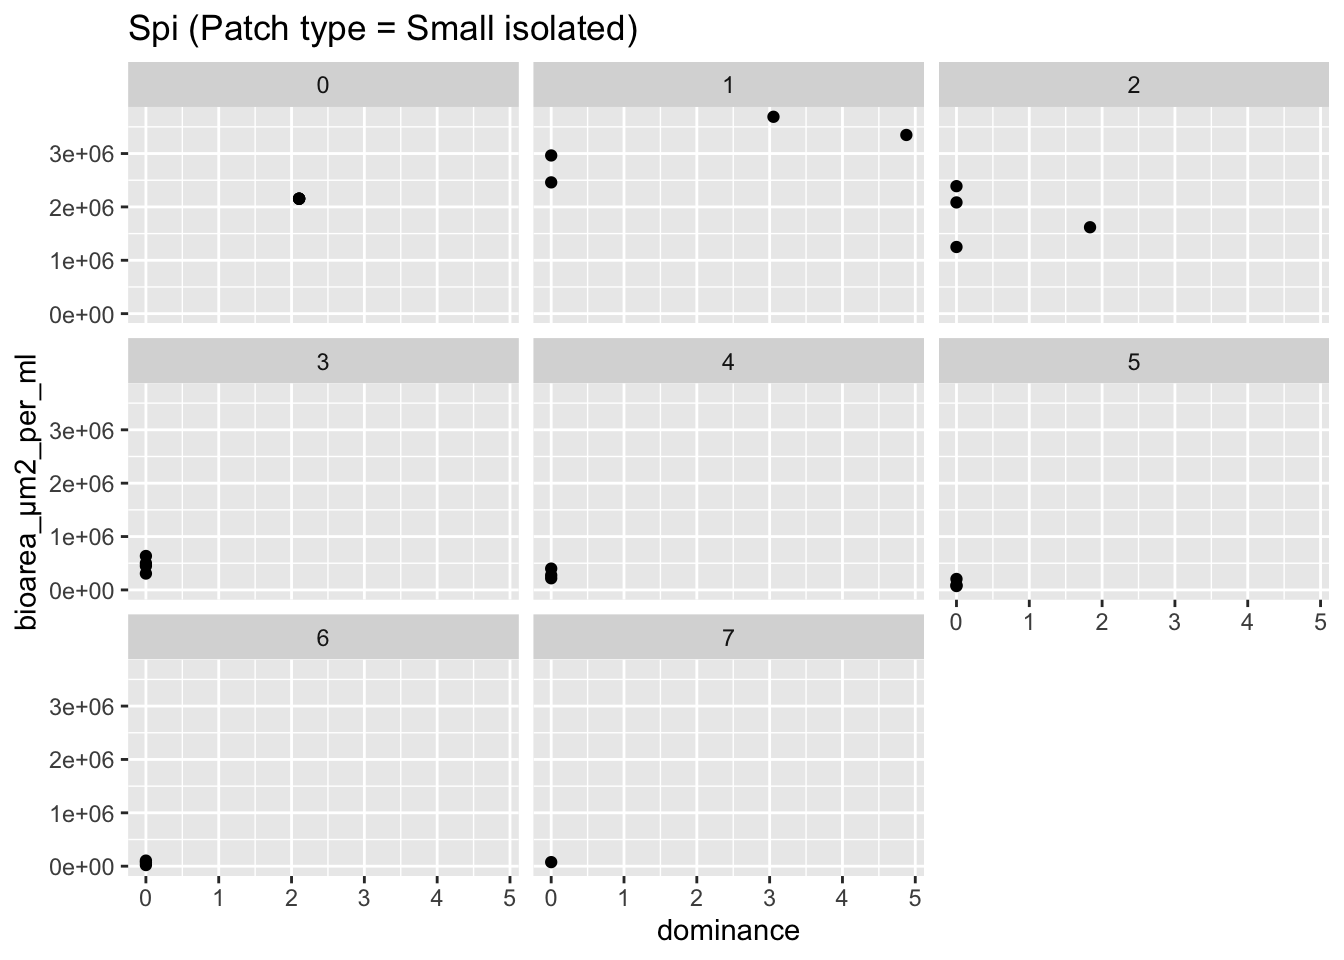 Spi (Patch type = Small isolated)
0
1
2
3e+06
2e+06
1e+06
0e+00
3
4
5
3e+06
2e+06
1e+06
0e+00
0 1 2 3 4 5
6
7
3e+06
2e+06
1e+06
0e+00
0 1 2 3 4 5
0 1 2 3 4 5
dominance
bioarea_µm2_per_ml